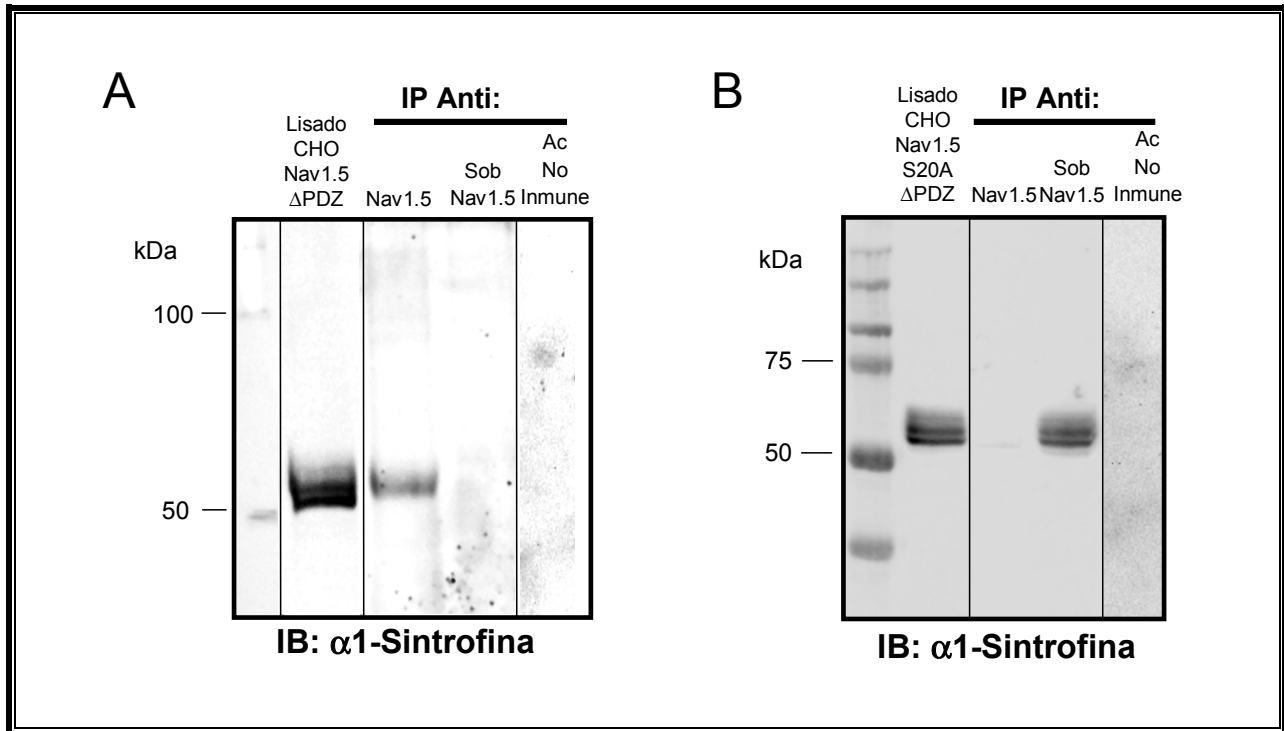 A
Lisado
CHO
Nav1.5
ΔPDZ
IP Anti:
Nav1.5
Sob
Nav1.5
Ac
No
Inmune
kDa
100
50
IB: α1-Sintrofina
B
Lisado
CHO
Nav1.5
S20A
ΔPDZ
IP Anti:
Nav1.5
Sob
Nav1.5
Ac
No
Inmune
kDa
75
50
IB: α1-Sintrofina